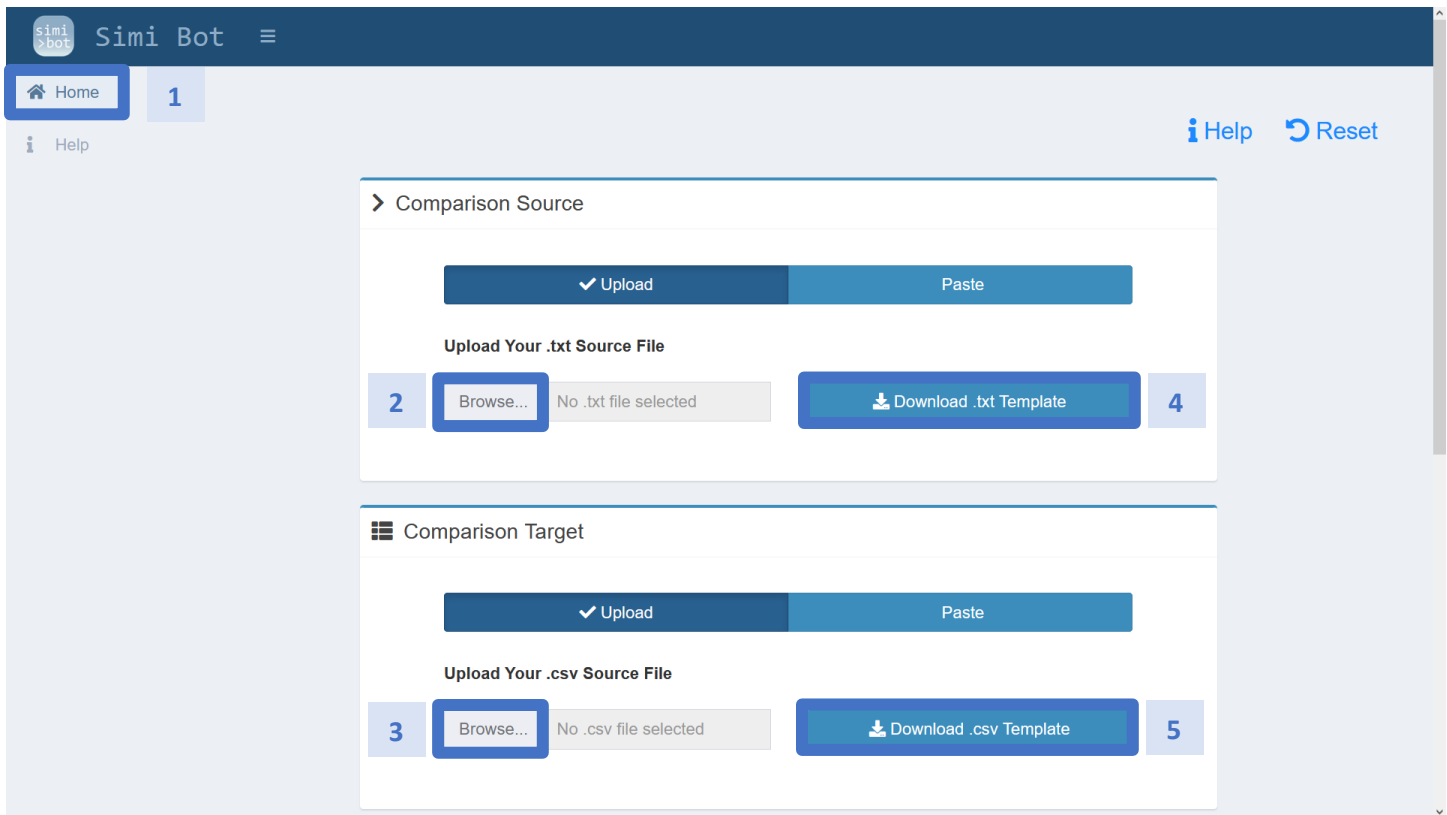 simi
>bot
Simi Bot
Home
1
Help
Help
Reset
Comparison Source
Upload
Paste
Upload Your .txt Source File
2
Browse...
No .txt file selected
Download .txt Template
4
Comparison Target
Upload
Paste
Upload Your .csv Source File
3
Browse...
No .csv file selected
Download .csv Template
5